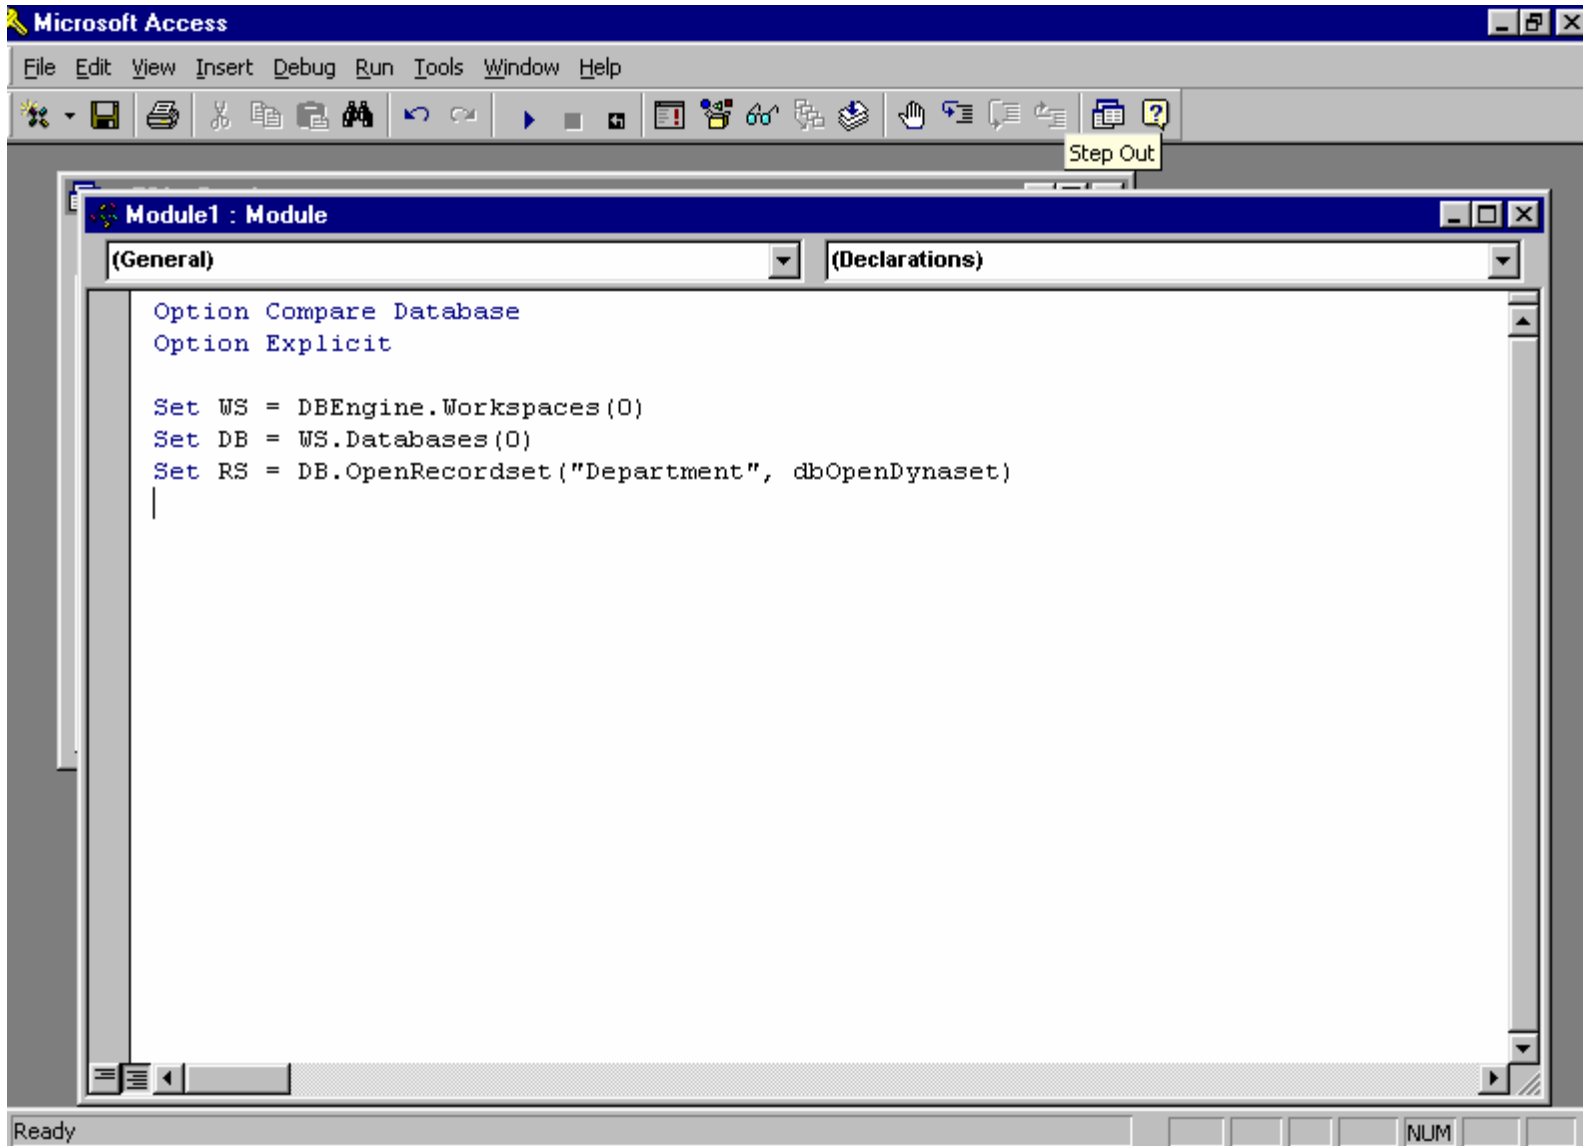 Microsoft Access
File Edit View Insert Debug Run Tools Window Help
Step Out
Module1 : Module
(General) (Declarations)
Option Compare Database
Option Explicit
Set WS = DBEngine.Workspaces(0)
Set DB = WS.Databases(0)
Set RS = DB.OpenRecordset("Department", dbOpenDynaset)
Ready NUM